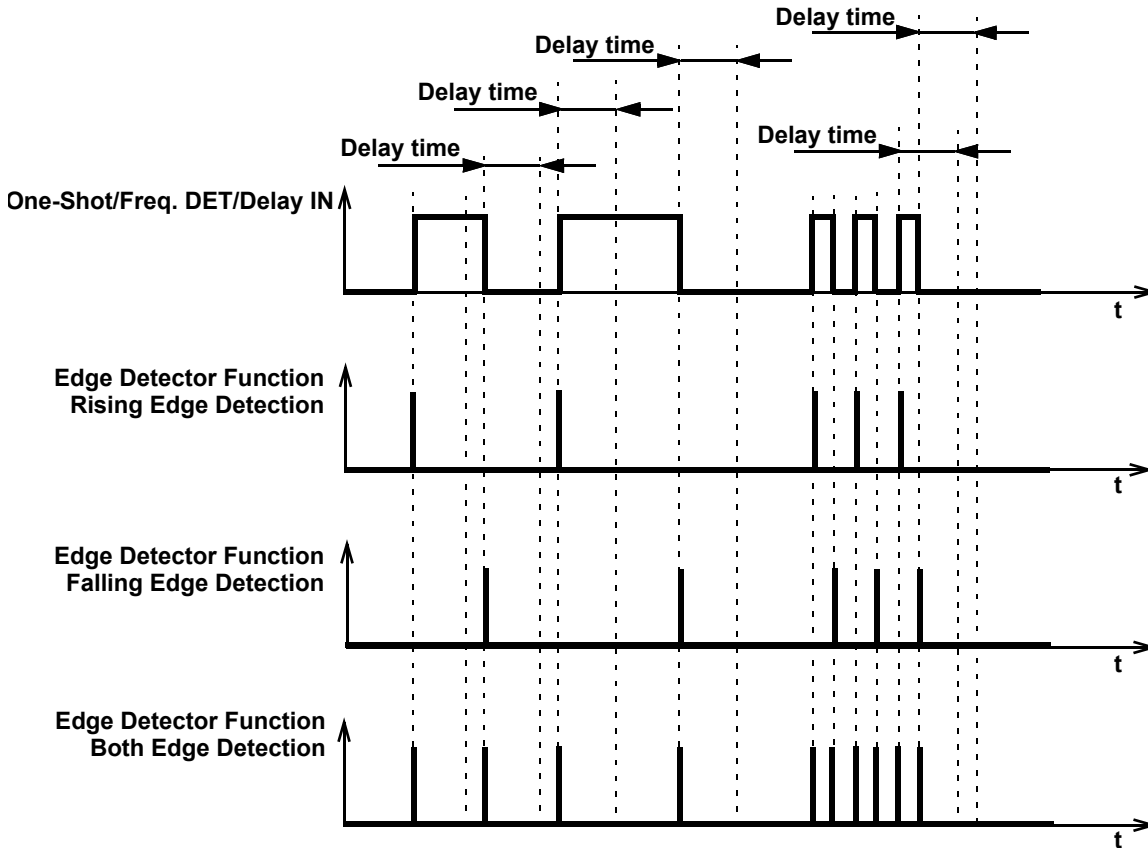 Delay time
Delay time
Delay time
Delay time
Delay time
One-Shot/Freq. DET/Delay IN
t
Edge Detector Function
Rising Edge Detection
t
Edge Detector Function
Falling Edge Detection
t
Edge Detector Function
Both Edge Detection
t